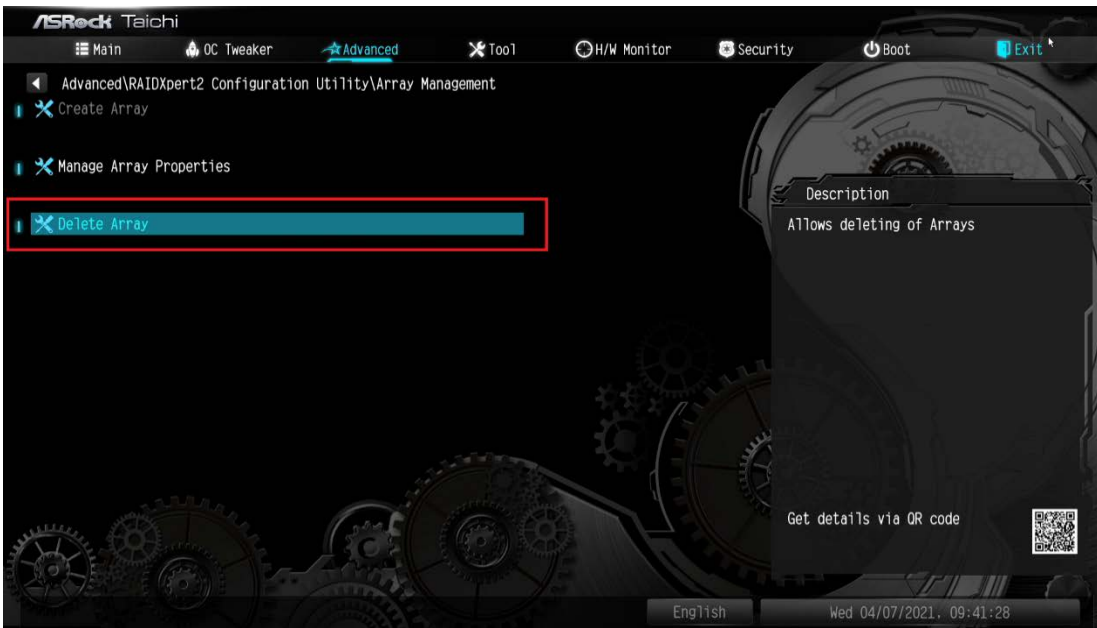 ASRock Taichi
Main OC Tweaker Advanced Tool H/W Monitor Security Boot Exit
Advanced\RAIDXpert2 Configuration Utility\Array Management
Create Array
Manage Array Properties
Description
Delete Array
Allows deleting of Arrays
Get details via QR code
English Wed 04/07/2021, 09:41:28